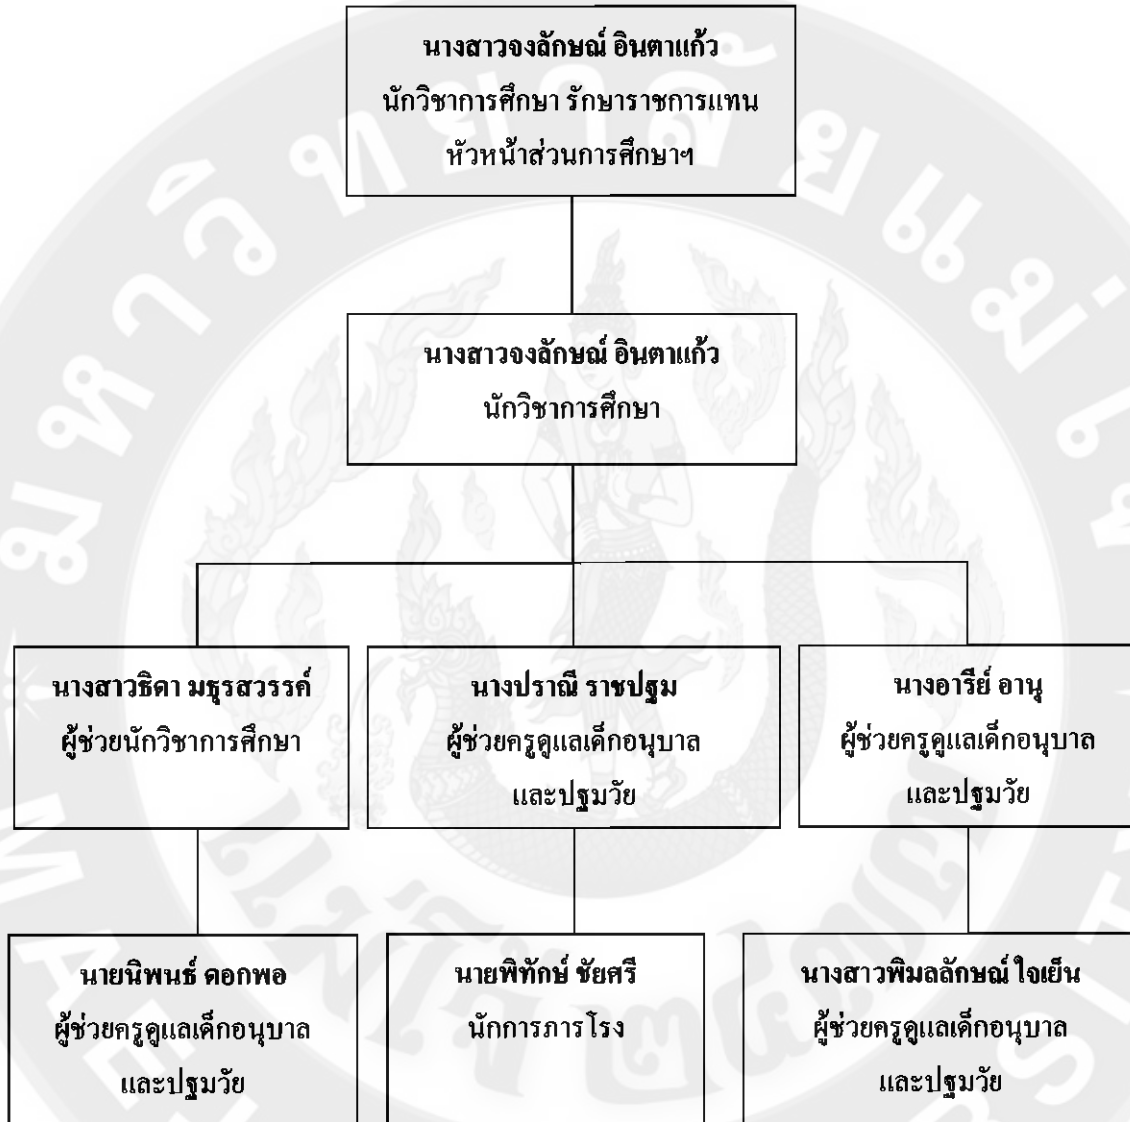 นางสาวจงลักษณ์ อินตาแก้ว
นักวิชาการศึกษา รักษาราชการแทน
หัวหน้าส่วนการศึกษาฯ
นางสาวจงลักษณ์ อินตาแก้ว
นักวิชาการศึกษา
นางสาวธิดา มธุรสวรรค์
ผู้ช่วยนักวิชาการศึกษา
นางปราณี ราชปฐม
ผู้ช่วยครูดูแลเด็กอนุบาล
และปฐมวัย
นางอารีย์ อานุ
ผู้ช่วยครูดูแลเด็กอนุบาล
และปฐมวัย
นายนิพนธ์ ดอกพอ
ผู้ช่วยครูดูแลเด็กอนุบาล
และปฐมวัย
นายพิทักษ์ ชัยศรี
นักการภารโรง
นางสาวพิมลลักษณ์ ใจเย็น
ผู้ช่วยครูดูแลเด็กอนุบาล
และปฐมวัย